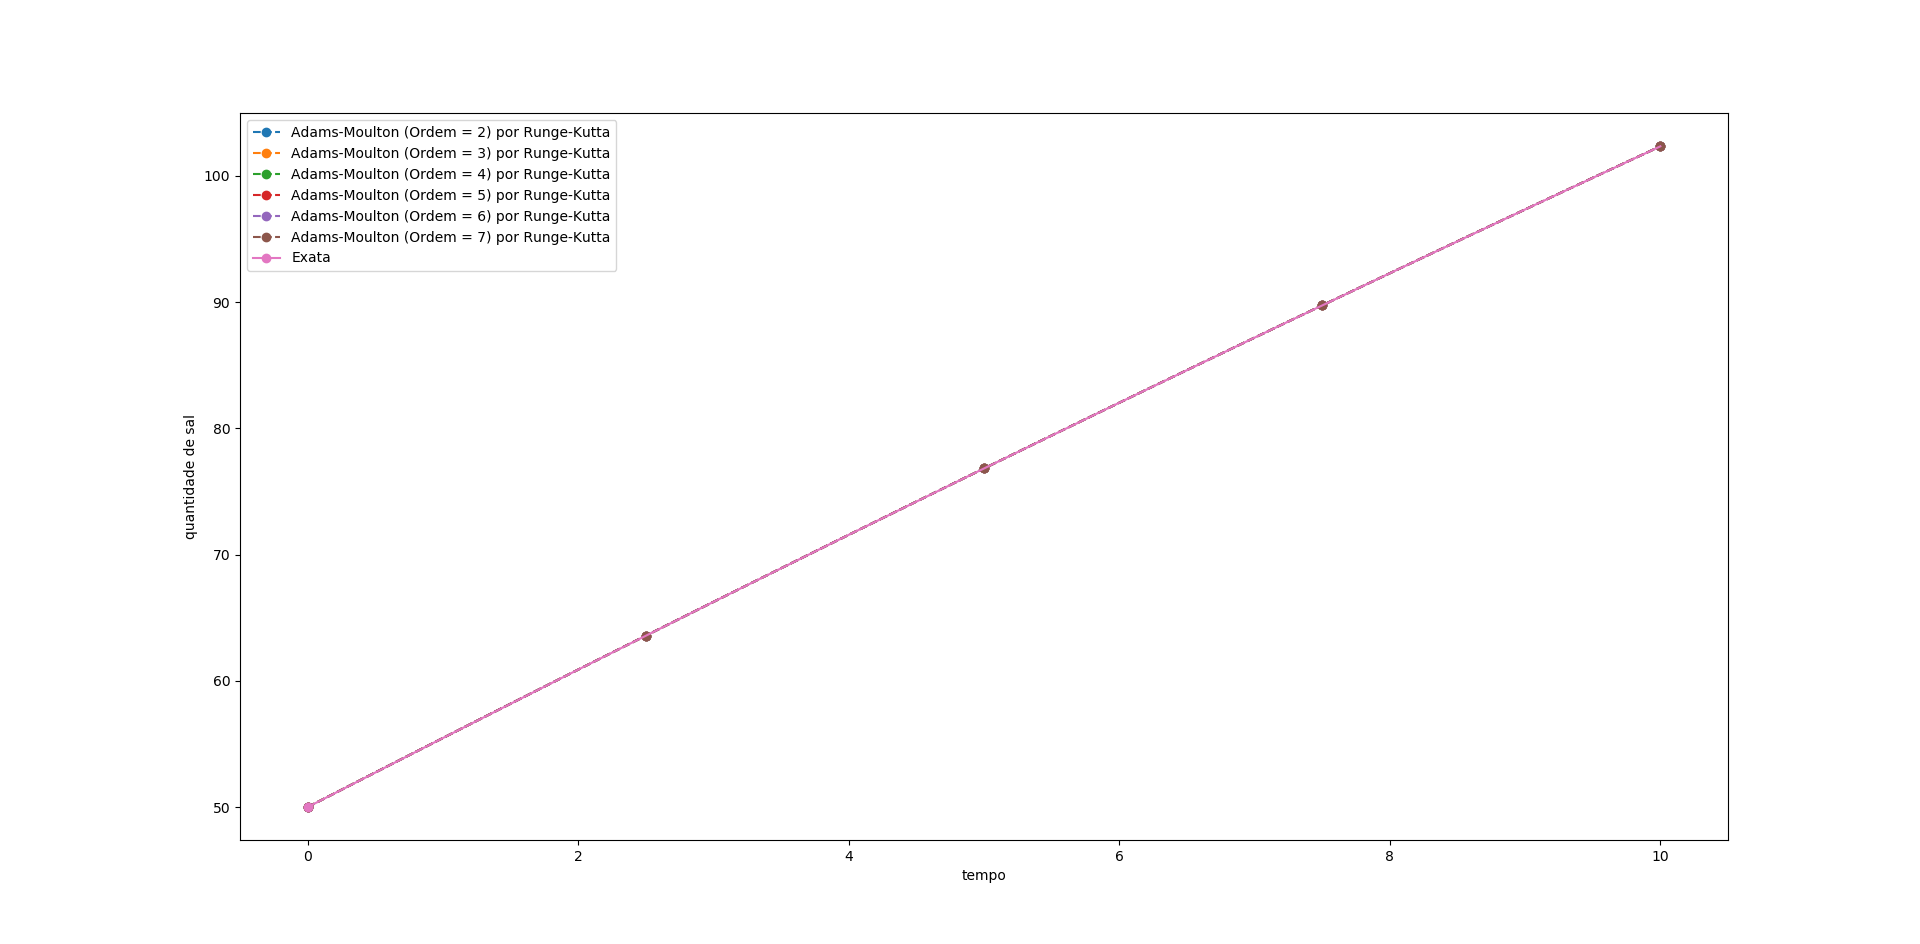 Adams-Moulton (Ordem = 2) por Runge-Kutta
Adams-Moulton (Ordem = 3) por Runge-Kutta
Adams-Moulton (Ordem = 4) por Runge-Kutta
Adams-Moulton (Ordem = 5) por Runge-Kutta
Adams-Moulton (Ordem = 6) por Runge-Kutta
Adams-Moulton (Ordem = 7) por Runge-Kutta
Exata
100
90
80
70
60
50
quantidade de sal
0 2 4 6 8 10
tempo